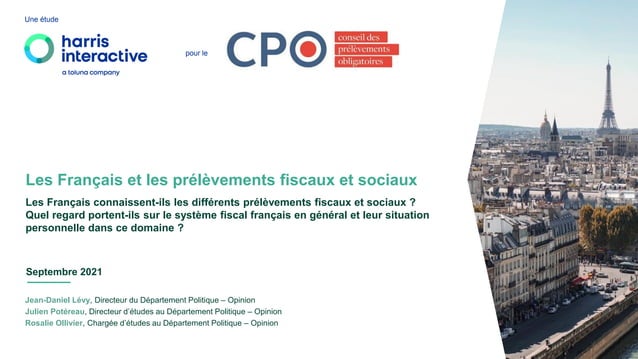 Une étude
harris
interactive
a toluna company
pour le
CPO
conseil des
prélèvements
obligatoires
Les Français et les prélèvements fiscaux et sociaux
Les Français connaissent-ils les différents prélèvements fiscaux et sociaux ?
Quel regard portent-ils sur le système fiscal français en général et leur situation
personnelle dans ce domaine ?
Septembre 2021
Jean-Daniel Lévy, Directeur du Département Politique – Opinion
Julien Potéreau, Directeur d’études au Département Politique – Opinion
Rosalie Ollivier, Chargée d’études au Département Politique – Opinion